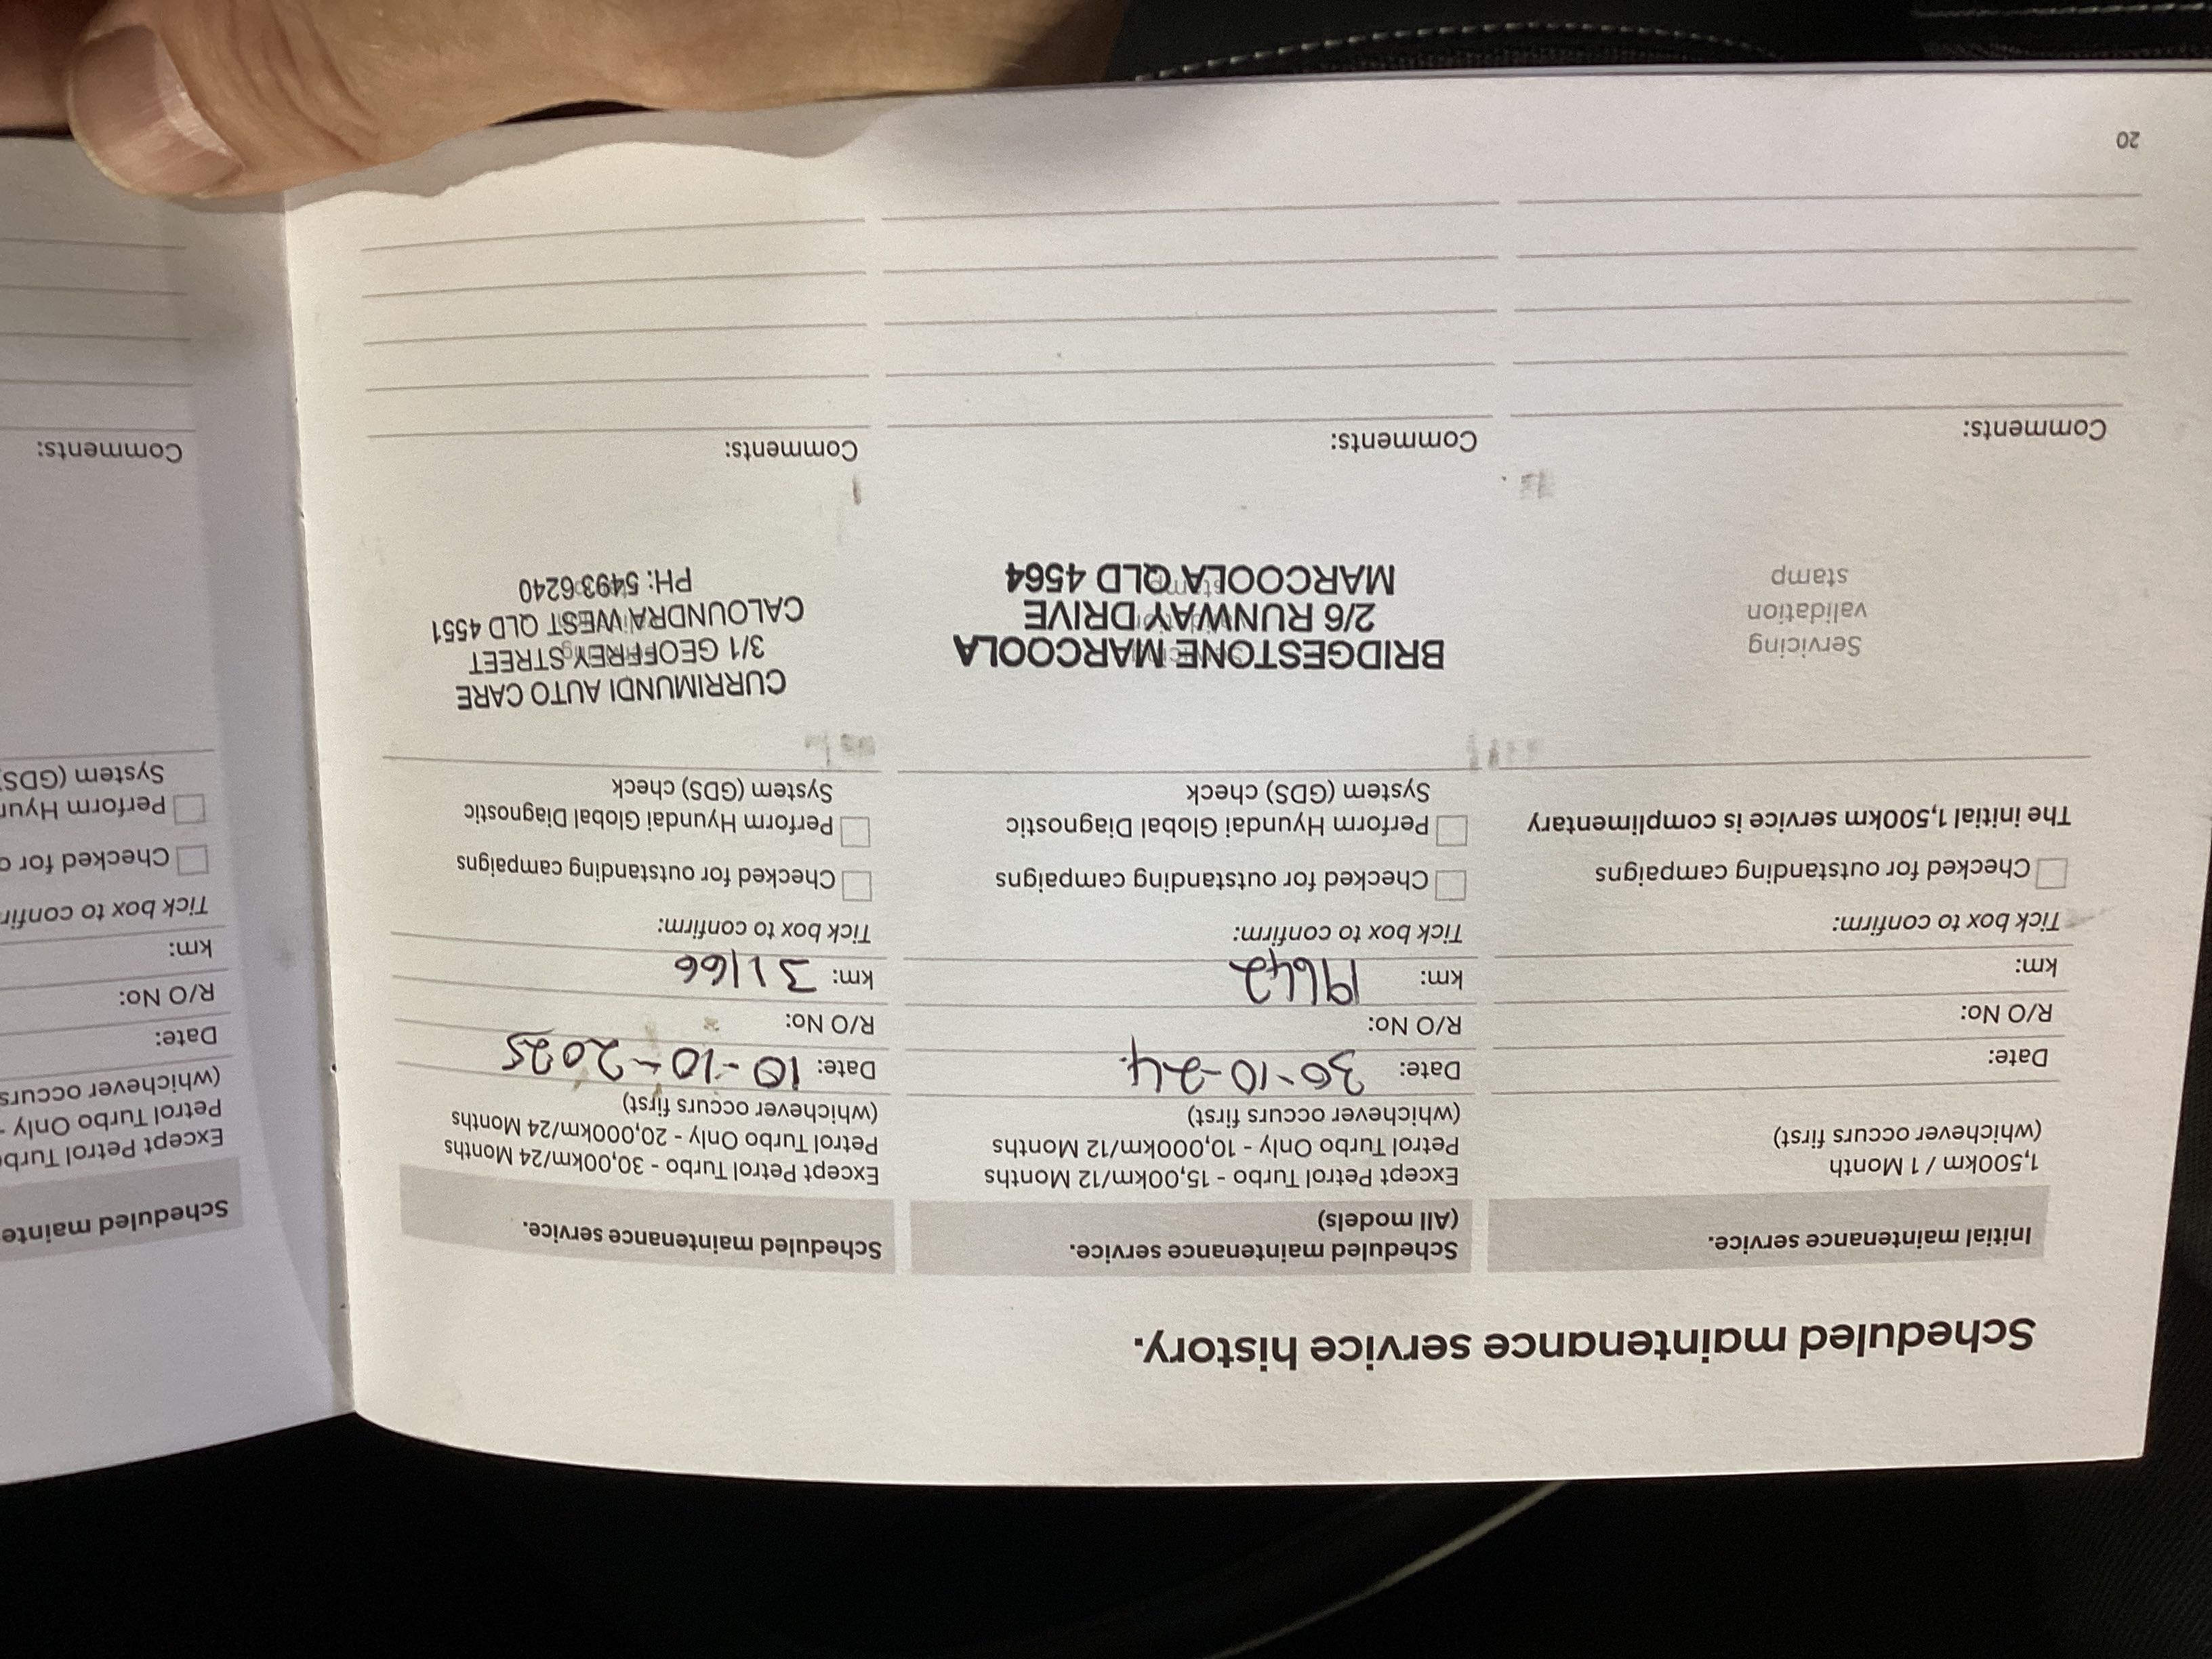 Scheduled maintenance service history.
Initial maintenance service.
1,500km / 1 Month
(whichever occurs first)
Date:
R/O No:
km:
Tick box to confirm:
Checked for outstanding campaigns
The initial 1,500km service is complimentary
Servicing
validation
stamp
Comments:
Scheduled maintenance service.
(All models)
Except Petrol Turbo - 15,00km/12 Months
Petrol Turbo Only - 10,000km/12 Months
(whichever occurs first)
Date: 30-10-24
R/O No:
km: 19642
Tick box to confirm:
Checked for outstanding campaigns
Perform Hyundai Global Diagnostic
System (GDS) check
BRIDGESTONE MARCOOLA
2/6 RUNWAY DRIVE
MARCOOLA QLD 4564
Comments:
Scheduled maintenance service.
Except Petrol Turbo - 30,00km/24 Months
Petrol Turbo Only - 20,000km/24 Months
(whichever occurs first)
Date: 10-10-2025
R/O No:
km: 31166
Tick box to confirm:
Checked for outstanding campaigns
Perform Hyundai Global Diagnostic
System (GDS) check
CURRIMUNDI AUTO CARE
3/1 GEOFFREY STREET
CALOUNDRA WEST QLD 4551
PH: 5493 6240
Comments:
20
Scheduled mainte
Except Petrol Turbo
Petrol Turbo Only -
(whichever occurs
Date:
R/O No:
km:
Tick box to confir
Checked for o
Perform Hyun
System (GDS)
Comments: